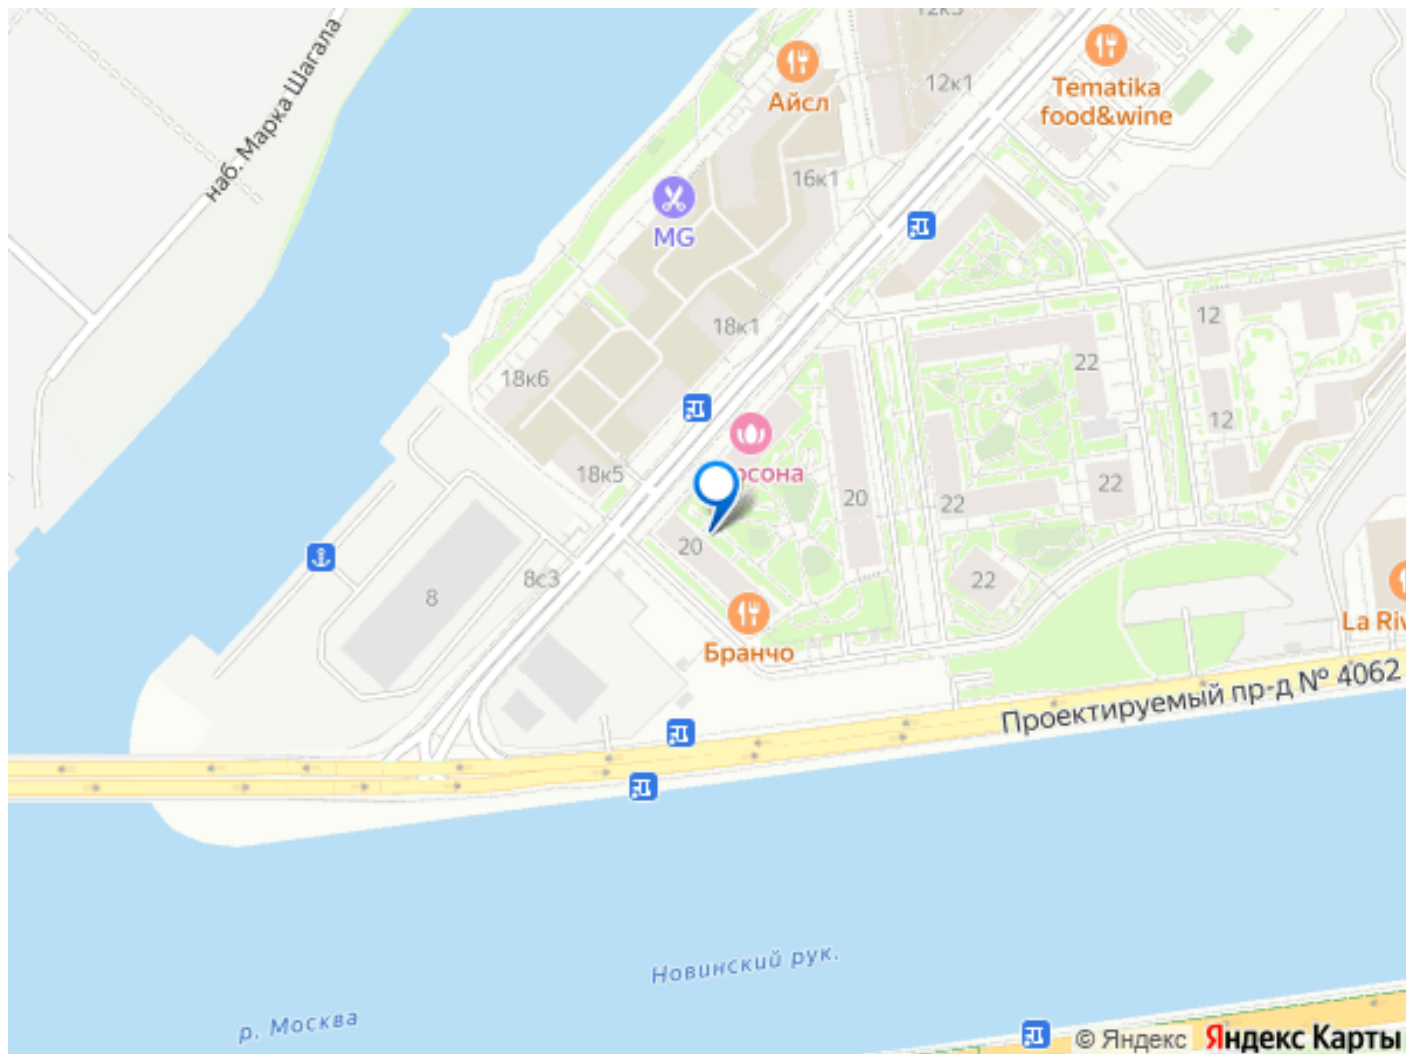 12к3
Tematika
food&wine
12к1
Айсл
наб. Марка Шагала
16к1
MG
12
18к1
22
18к6
12
18к5
20
22
22
20
8с3
22
8
La Riv
Бранчо
Проектируемый пр-д № 4062
Новинский рук.
р. Москва
© Яндекс Яндекс Карты